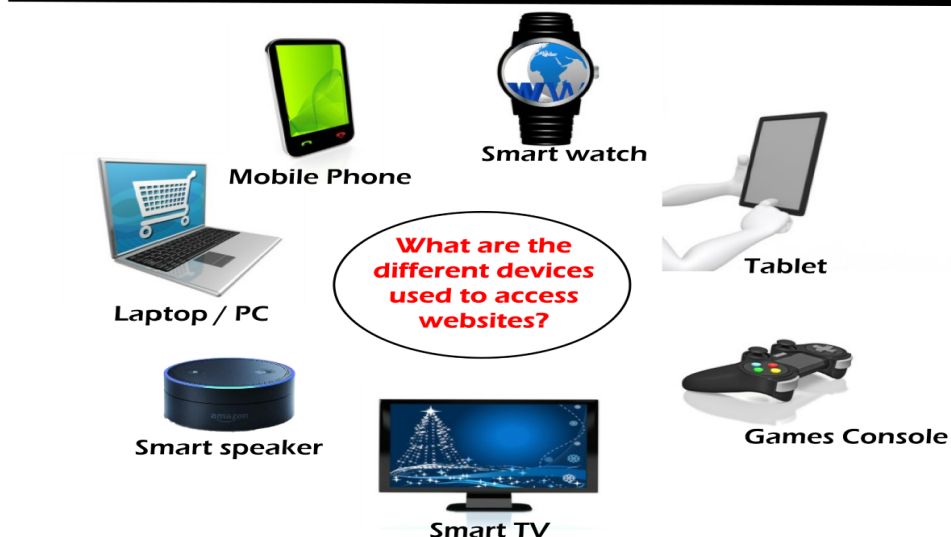 Smart watch
Mobile Phone
What are the
different devices
used to access
websites?
Tablet
Laptop / PC
amazon
Smart speaker
Games Console
Smart TV